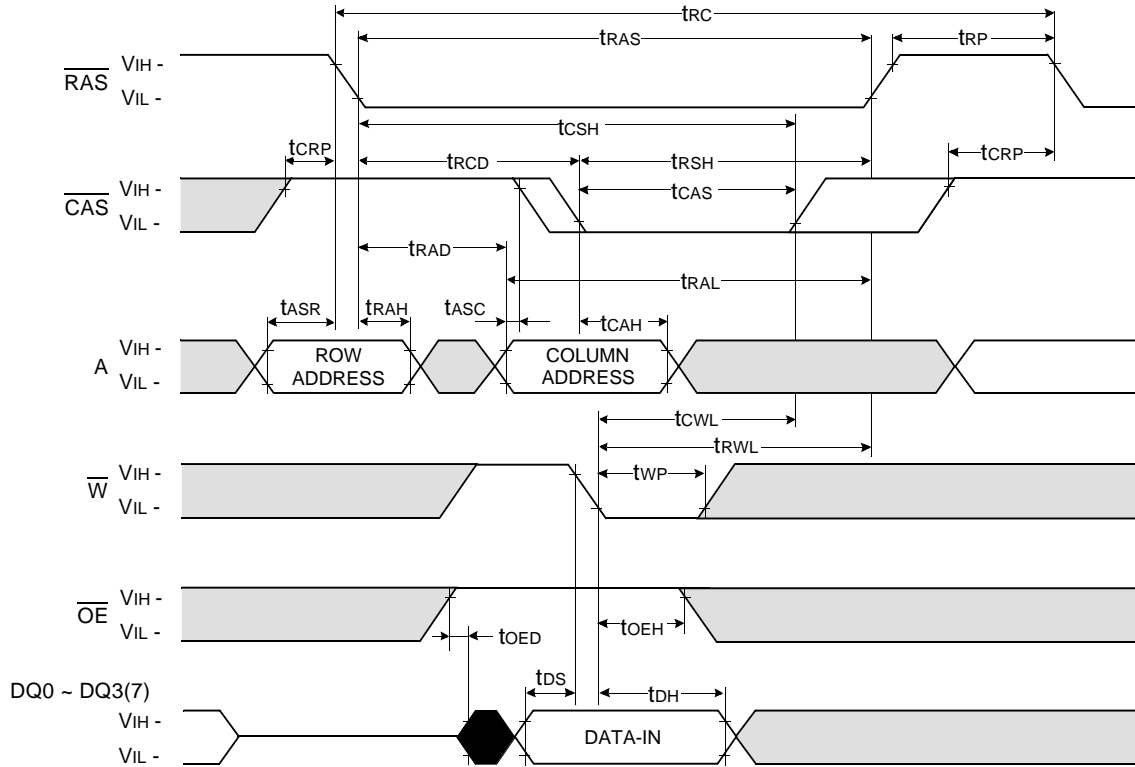 tRC
tRAS
tRP
RAS
VIH -
VIL -
tCSH
tCRP
tRCD
tRSH
tCRP
CAS
VIH -
VIL -
tCAS
tRAD
tRAL
tASR
tRAH
tASC
tCAH
A
VIH -
VIL -
ROW
ADDRESS
COLUMN
ADDRESS
tCWL
tRWL
W
VIH -
VIL -
tWP
OE
VIH -
VIL -
tOED
tOEH
DQ0 ~ DQ3(7)
tDS
tDH
VIH -
VIL -
DATA-IN